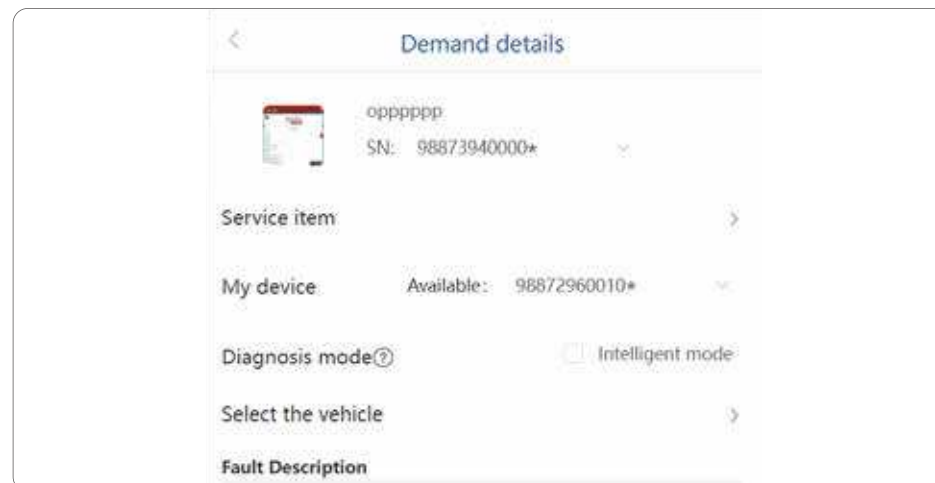 Demand details
opppppp
SN: 98873940000*
Service item
My device Available: 98872960010*
Diagnosis mode?
Intelligent mode
Select the vehicle
Fault Description